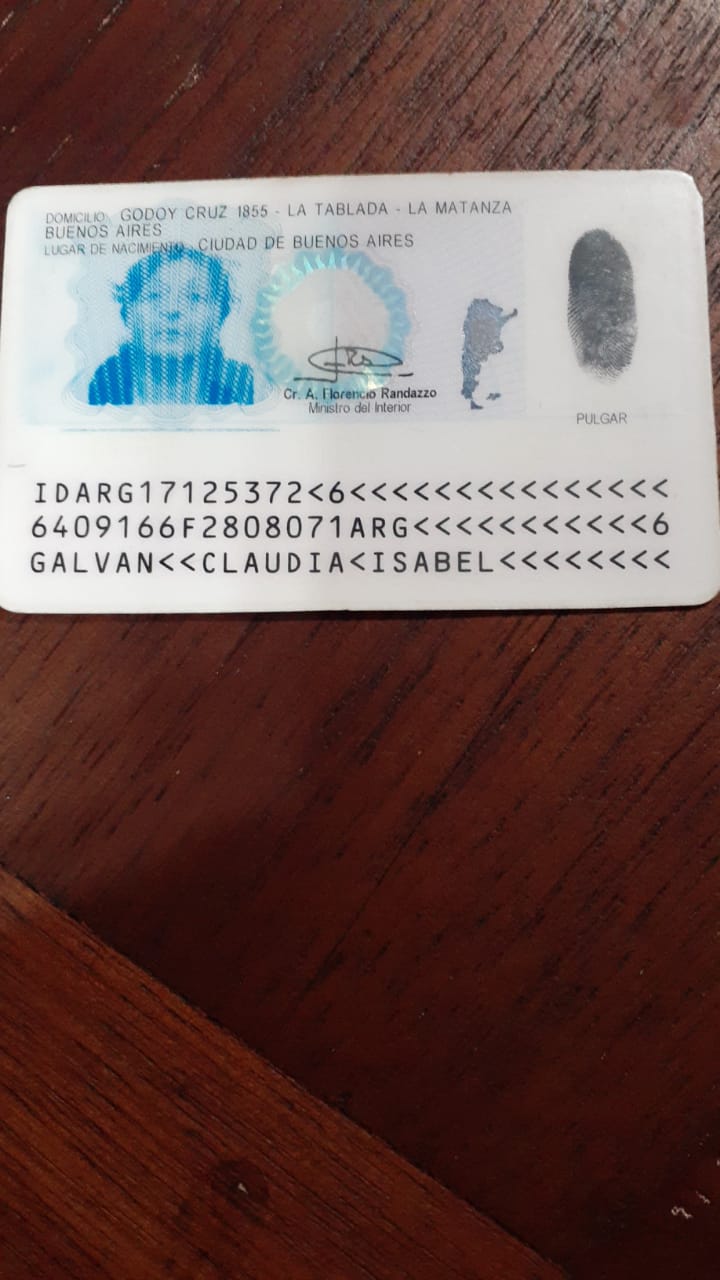 DOMICILIO: GODOY CRUZ 1855 - LA TABLADA - LA MATANZA
BUENOS AIRES
LUGAR DE NACIMIENTO: CIUDAD DE BUENOS AIRES
Cr. A. Florencio Randazzo
Ministro del Interior
PULGAR
IDARG17125372<6<<<<<<<<<<<<<<<
6409166F2808071ARG<<<<<<<<<<<6
GALVAN<<CLAUDIA<ISABEL<<<<<<<<